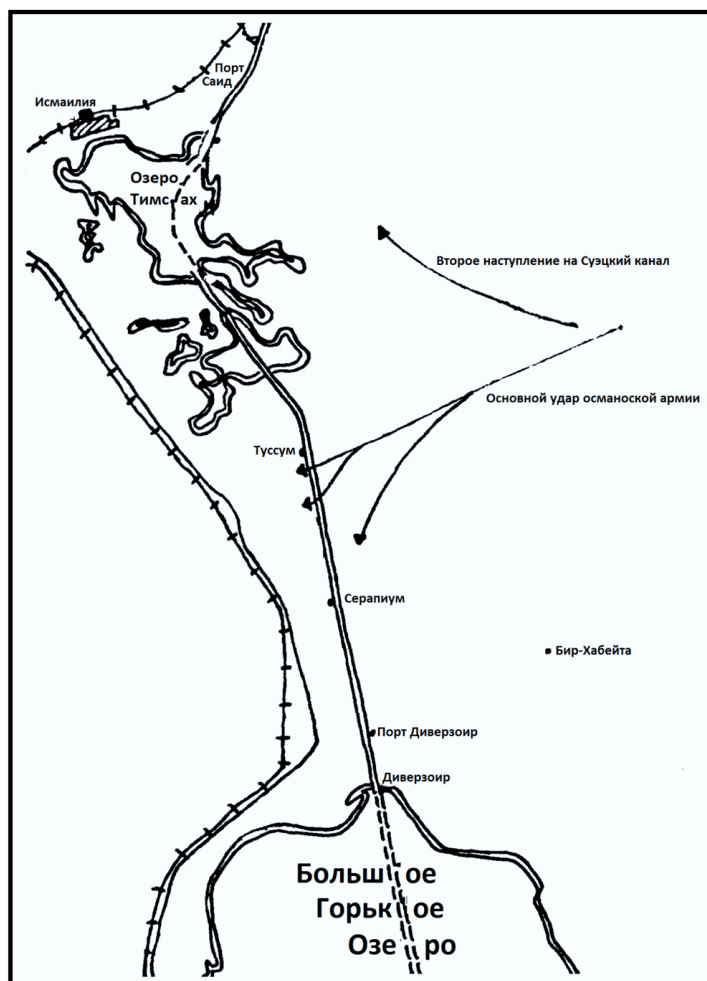 Порт
Саид
Исмаилия
Озеро
Тимс ах
Второе наступление на Суэцкий канал
Основной удар османоской армии
Туссум
Серапиум
Бир-Хабейта
Порт Диверзоир
Диверзоир
Больш ое
Горьк ое
Озе ро